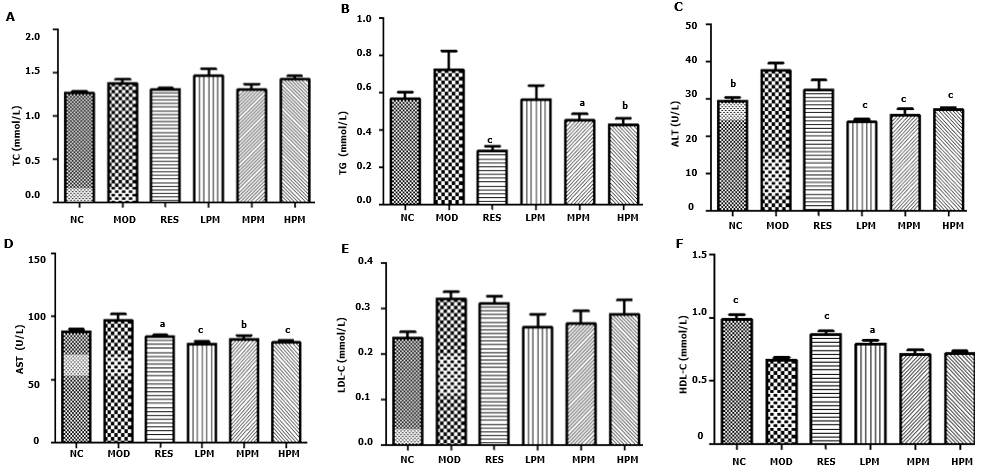 A
TC (mmol/L)
2.0
1.5
1.0
0.5
0.0
NC MOD RES LPM MPM HPM
B
TG (mmol/L)
1.0
0.8
0.6
0.4
0.2
0.0
c
a
b
NC MOD RES LPM MPM HPM
C
ALT (U/L)
50
40
30
20
10
0
b
c
c
c
NC MOD RES LPM MPM HPM
D
AST (U/L)
150
100
50
0
a
c
b
c
NC MOD RES LPM MPM HPM
E
LDL-C (mmol/L)
0.4
0.3
0.2
0.1
0.0
NC MOD RES LPM MPM HPM
F
HDL-C (mmol/L)
1.5
1.0
0.5
0
c
c
a
NC MOD RES LPM MPM HPM